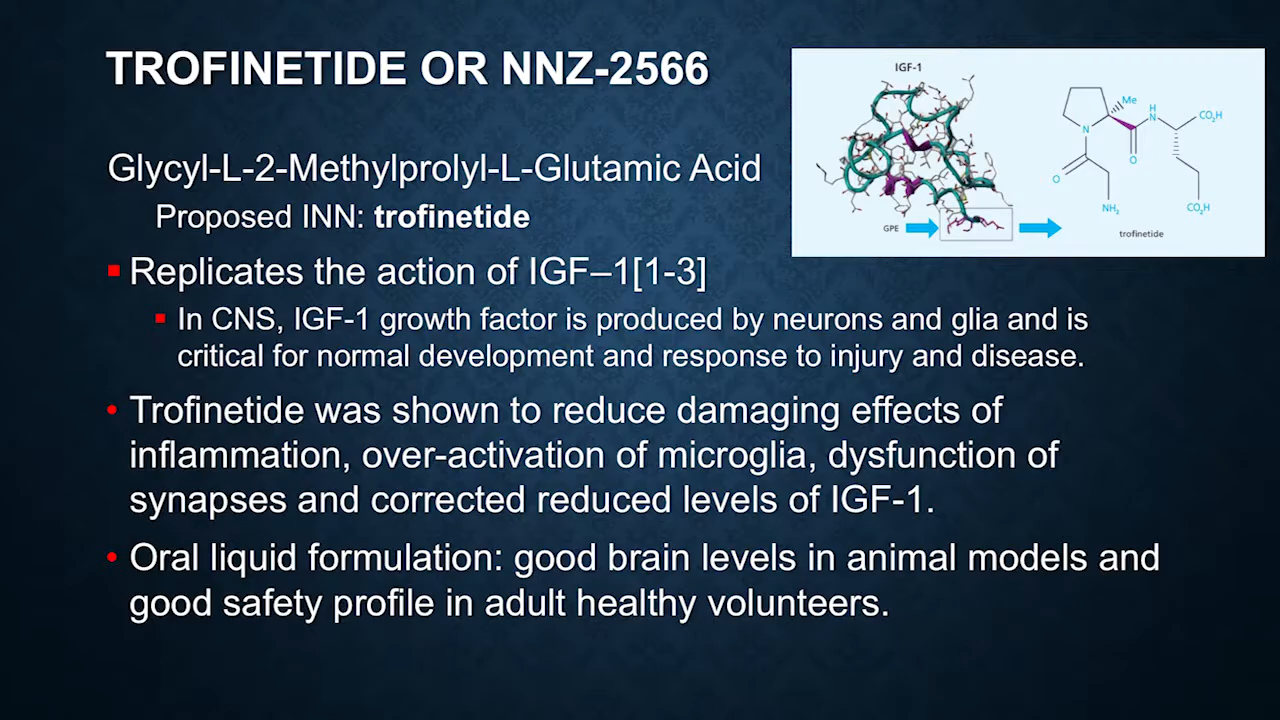 TROFINETIDE OR NNZ-2566
IGF-1
GPE
Me
N
H
N
CO₂H
O
O
NH₂
CO₂H
trofinetide
Glycyl-L-2-Methylprolyl-L-Glutamic Acid
Proposed INN: trofinetide
Replicates the action of IGF–1[1-3]
In CNS, IGF-1 growth factor is produced by neurons and glia and is
critical for normal development and response to injury and disease.
Trofinetide was shown to reduce damaging effects of
inflammation, over-activation of microglia, dysfunction of
synapses and corrected reduced levels of IGF-1.
Oral liquid formulation: good brain levels in animal models and
good safety profile in adult healthy volunteers.